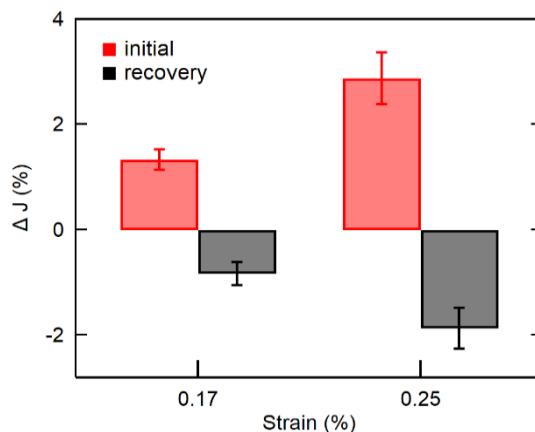 4
initial
recovery
2
Δ J (%)
0
-2
0.17
0.25
Strain (%)